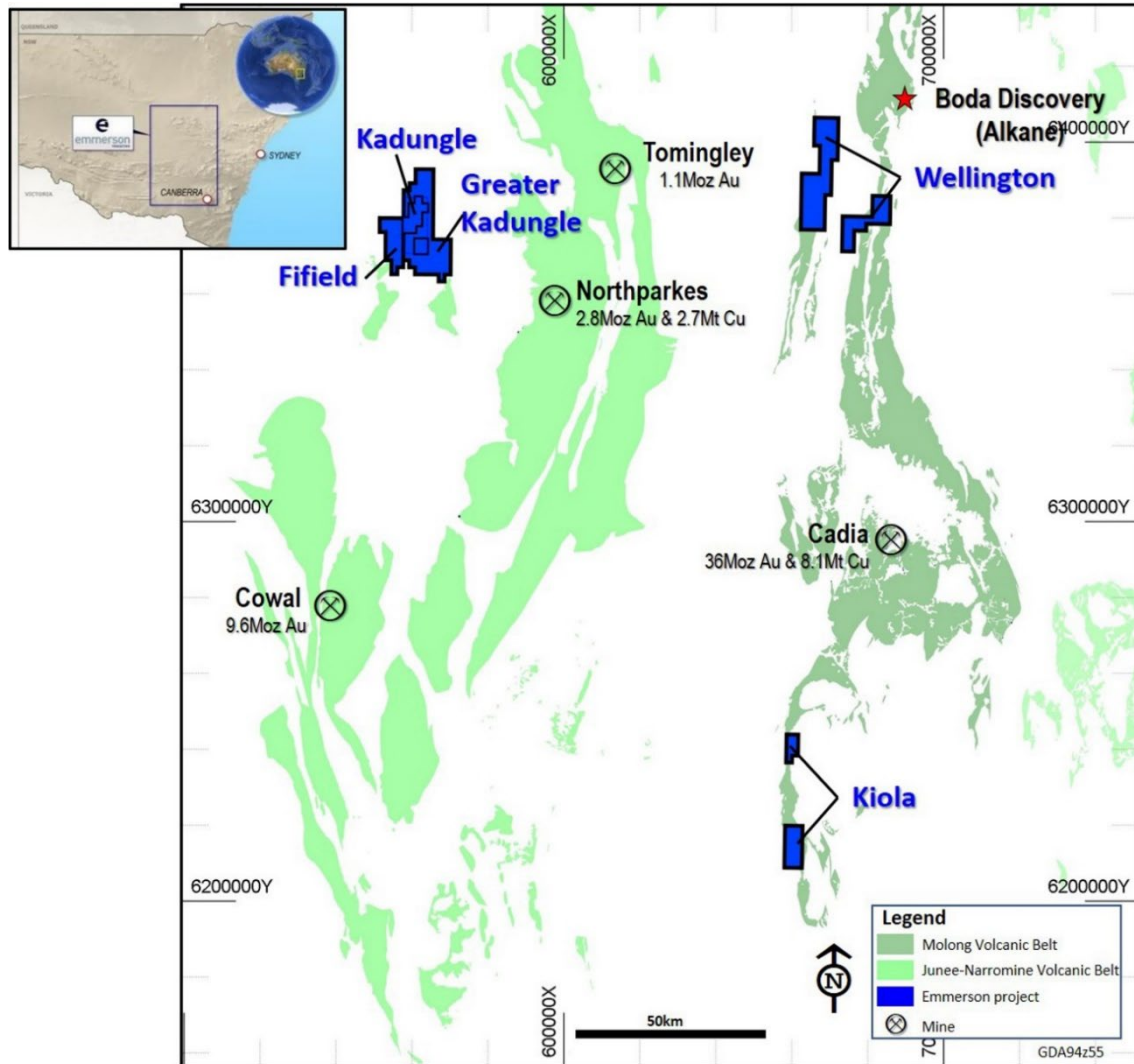 QUEENSLAND
NSW
e
emmerson
SYDNEY
CANBERRA
VICTORIA
600000X
700000X
Boda Discovery
(Alkane)
6400000Y
Kadungle
Tomingley
1.1Moz Au
Wellington
Greater
Kadungle
Fifield
Northparkes
2.8Moz Au & 2.7Mt Cu
6300000Y
6300000Y
Cadia
36Moz Au & 8.1Mt Cu
Cowal
9.6Moz Au
Kiola
6200000Y
6200000Y
Legend
Molong Volcanic Belt
Junee-Narromine Volcanic Belt
Emmerson project
Mine
N
600000X
50km
70
GDA94z55